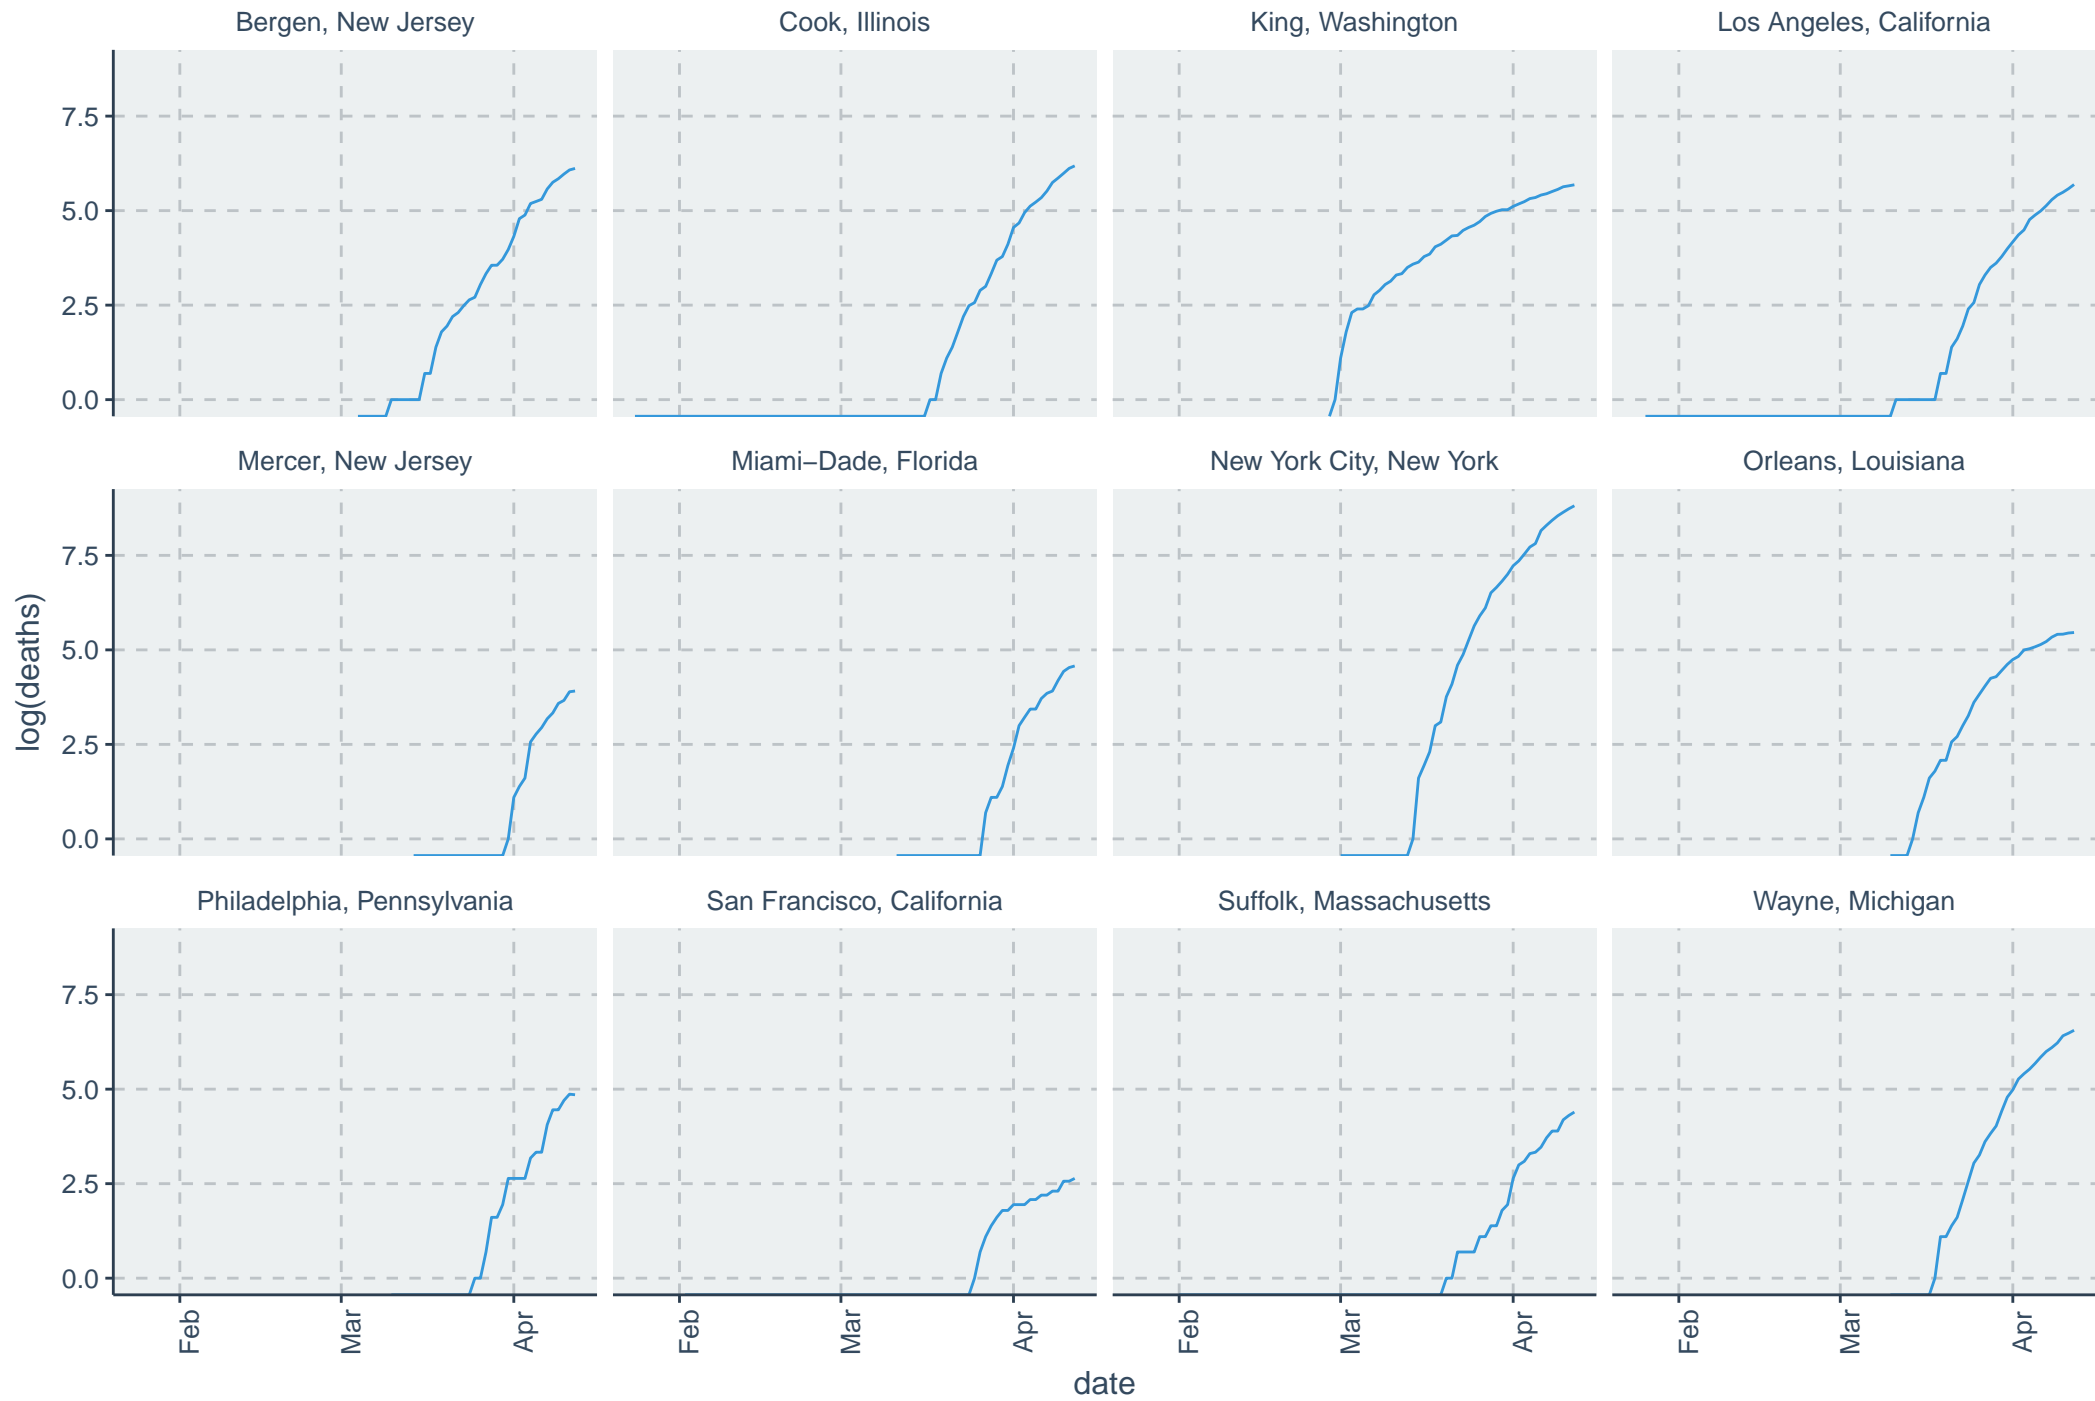 Bergen, New Jersey
Cook, Illinois
King, Washington
Los Angeles, California
7.5
5.0
2.5
0.0
Mercer, New Jersey
Miami–Dade, Florida
New York City, New York
Orleans, Louisiana
log(deaths)
7.5
5.0
2.5
0.0
Philadelphia, Pennsylvania
San Francisco, California
Suffolk, Massachusetts
Wayne, Michigan
7.5
5.0
2.5
0.0
Feb
Mar
Apr
Feb
Mar
Apr
Feb
Mar
Apr
Feb
Mar
Apr
date